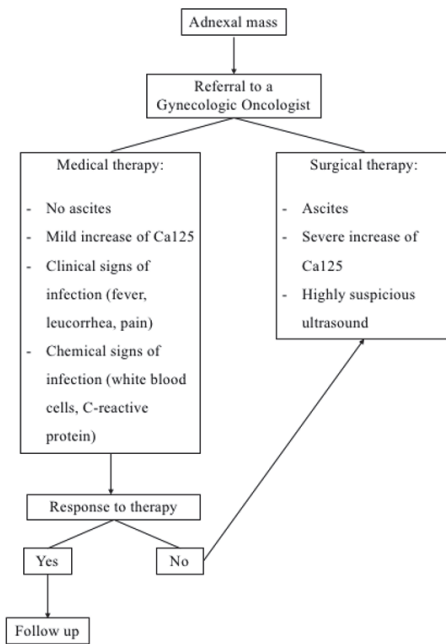 Adnexal mass
Referral to a
Gynecologic Oncologist
Medical therapy:
- No ascites
- Mild increase of Ca125
- Clinical signs of
infection (fever,
leucorrhea, pain)
- Chemical signs of
infection (white blood
cells, C-reactive
protein)
Surgical therapy:
- Ascites
- Severe increase of
Ca125
- Highly suspicious
ultrasound
Response to therapy
Yes
No
Follow up